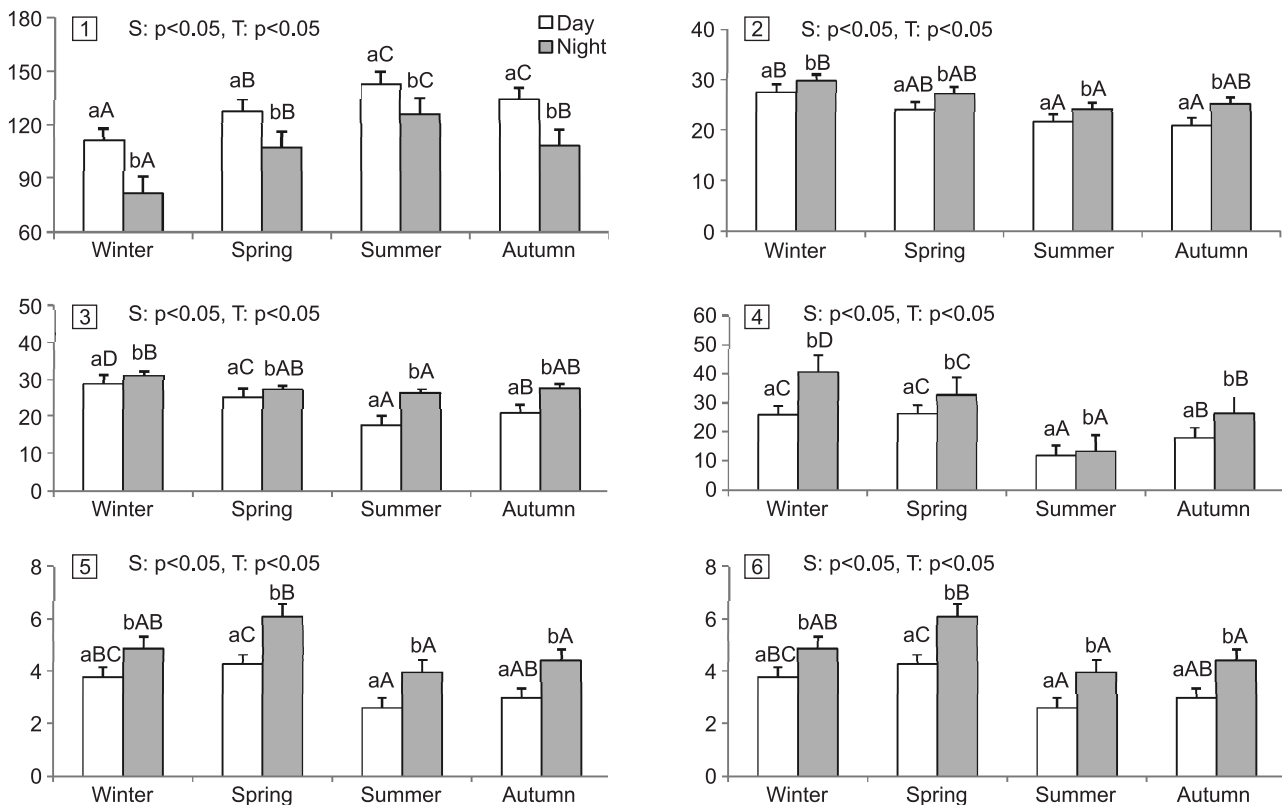 1 S: p<0.05, T: p<0.05
Day
Night
180
150
120
90
60
aA
bA
aB
bB
aC
bC
aC
bB
Winter Spring Summer Autumn
2 S: p<0.05, T: p<0.05
40
30
20
10
0
aB
bB
aAB
bAB
aA
bA
aA
bAB
Winter Spring Summer Autumn
3 S: p<0.05, T: p<0.05
50
40
30
20
10
0
aD
bB
aC
bAB
aA
bA
aB
bAB
Winter Spring Summer Autumn
4 S: p<0.05, T: p<0.05
60
50
40
30
20
10
0
aC
bD
aC
bC
aA
bA
aB
bB
Winter Spring Summer Autumn
5 S: p<0.05, T: p<0.05
8
6
4
2
0
aBC
bAB
aC
bB
aA
bA
aAB
bA
Winter Spring Summer Autumn
6 S: p<0.05, T: p<0.05
8
6
4
2
0
aBC
bAB
aC
bB
aA
bA
aAB
bA
Winter Spring Summer Autumn